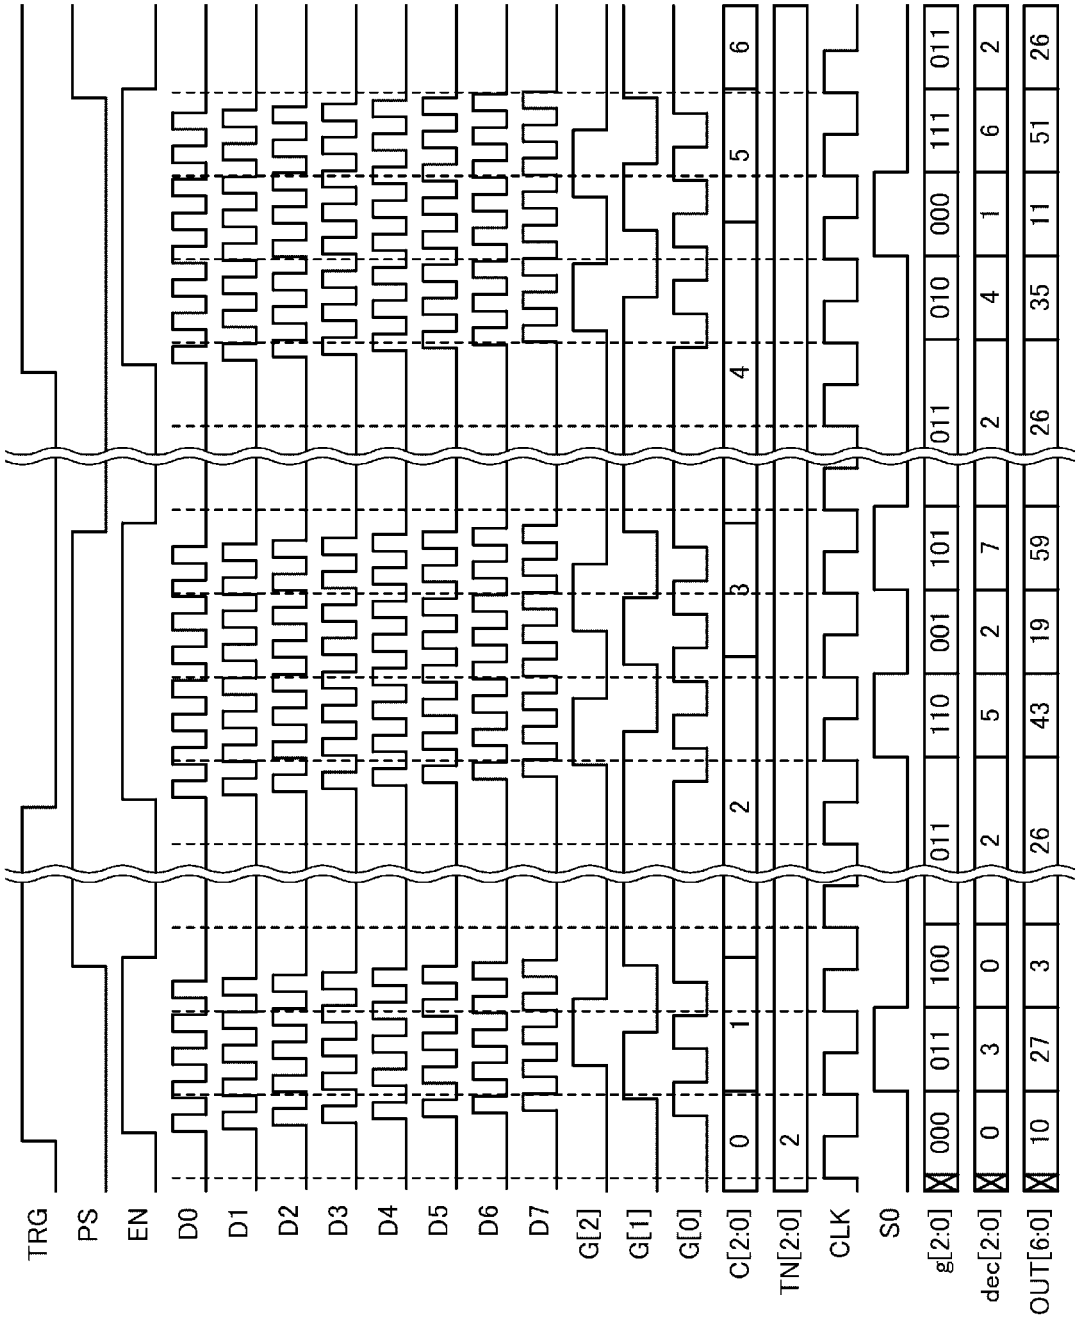 TRG
PS
EN
D0
D1
D2
D3
D4
D5
D6
D7
G[2]
G[1]
G[0]
C[2:0] 0 1 2 3 4 5 6
TN[2:0] 2
CLK
S0
g[2:0] 000 011 100 011 110 001 101 011 010 000 111 011
dec[2:0] 0 3 0 2 5 2 7 2 4 1 6 2
OUT[6:0] 10 27 3 26 43 19 59 26 35 11 51 26